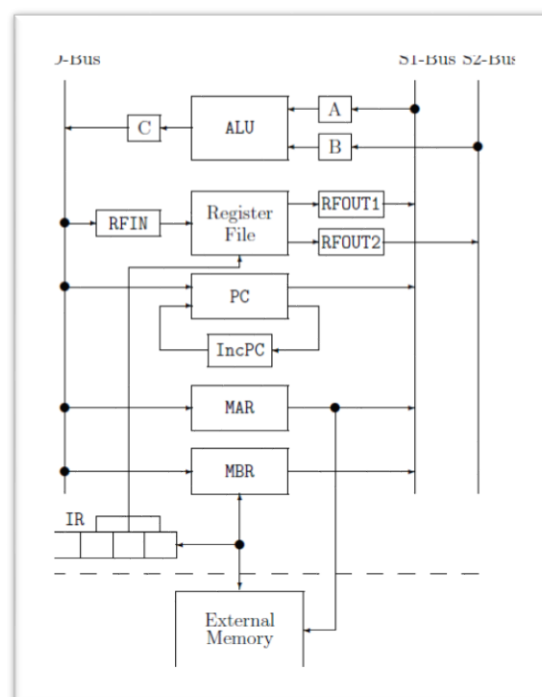 S1-Bus S2-Bus
A
C
ALU
B
RFIN
Register
File
RFOUT1
RFOUT2
PC
IncPC
MAR
MBR
IR
External
Memory